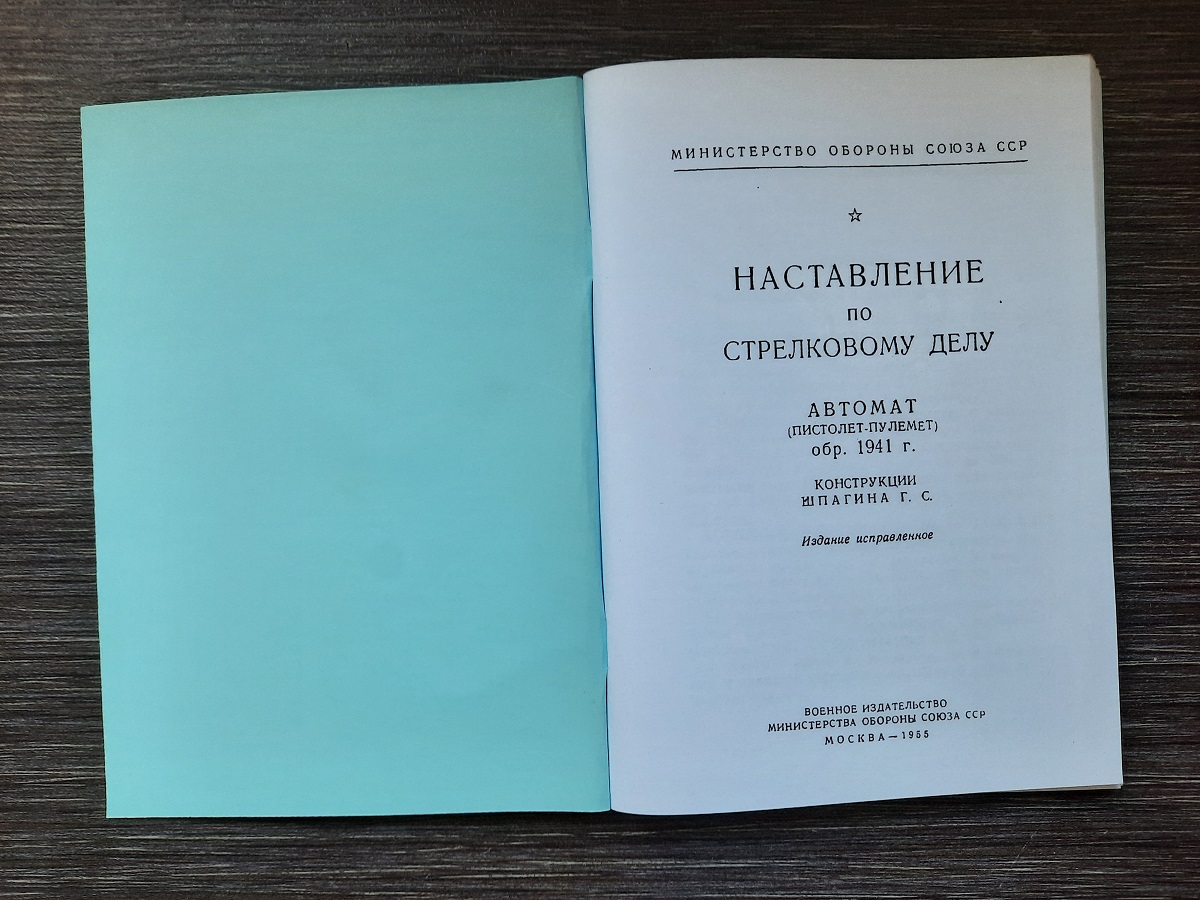 МИНИСТЕРСТВО ОБОРОНЫ СОЮЗА ССР
НАСТАВЛЕНИЕ
ПО
СТРЕЛКОВОМУ ДЕЛУ
АВТОМАТ
(ПИСТОЛЕТ-ПУЛЕМЕТ)
обр. 1941 г.
КОНСТРУКЦИИ
ШПАГИНА Г. С.
Издание исправленное
ВОЕННОЕ ИЗДАТЕЛЬСТВО
МИНИСТЕРСТВА ОБОРОНЫ СОЮЗА ССР
МОСКВА — 1955